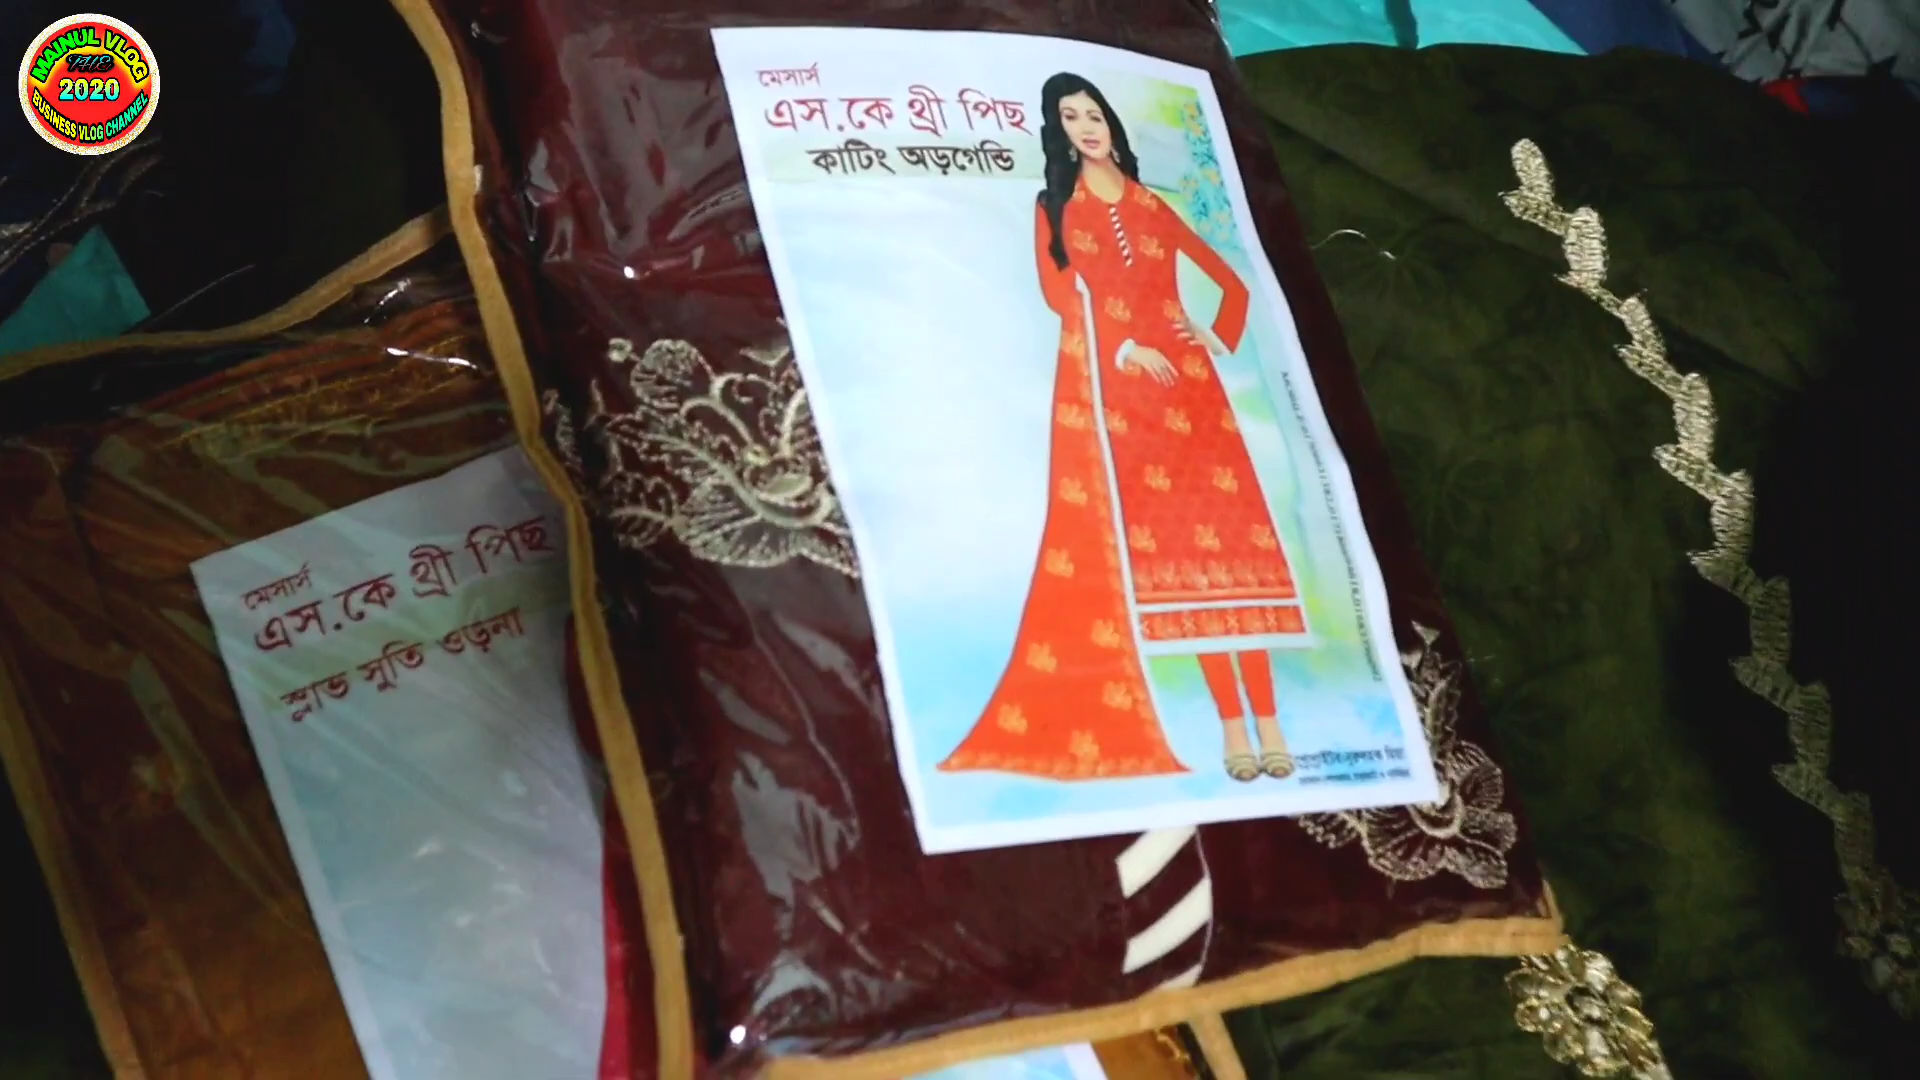 MAINUL VLOG
THE
2020
BUSINESS VLOG CHANNEL
মেসার্স
এস.কে থ্রী পিছ
কাটিং অড়গেন্ডি
মেসার্স
এস.কে থ্রী পিছ
স্লাভ সুতি ওড়না